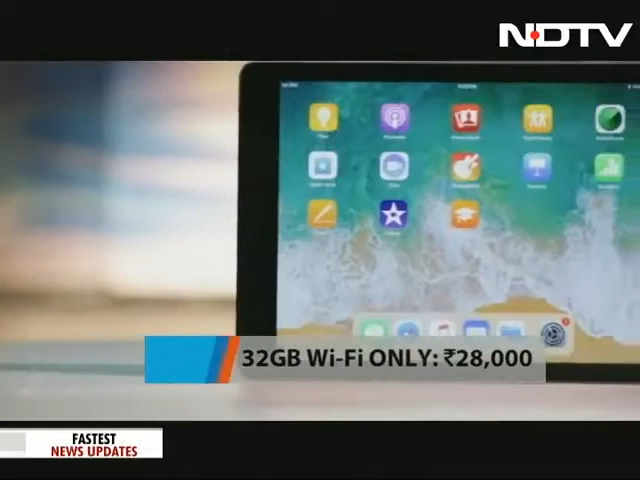 NDTV
32GB Wi-Fi ONLY: ₹28,000
FASTEST
NEWS UPDATES